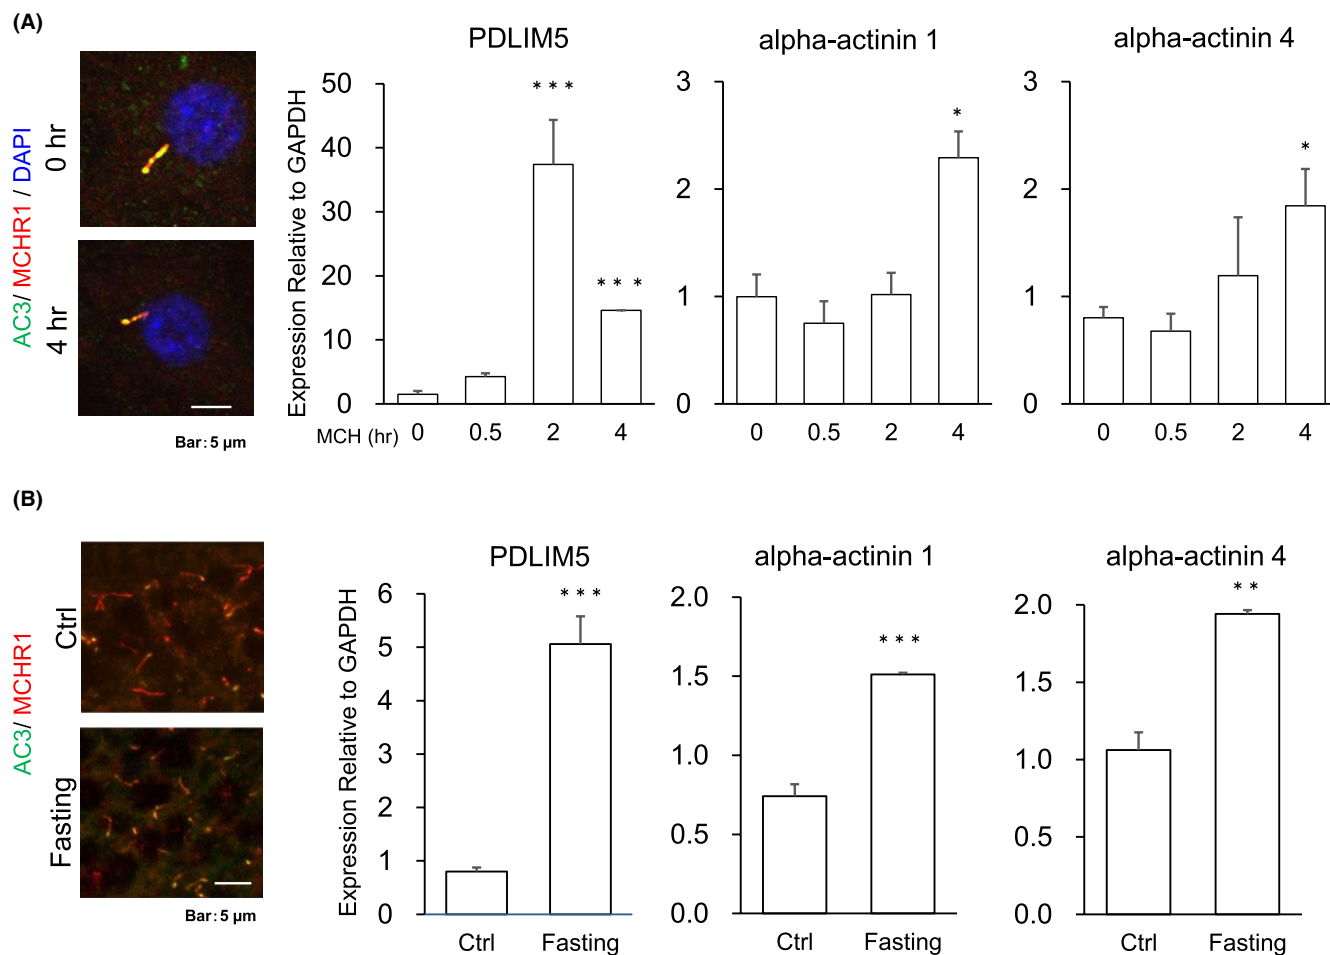 (A)
AC3/ MCHR1 / DAPI
0 hr
4 hr
Bar: 5 µm
PDLIM5
Expression Relative to GAPDH
50
40
30
20
10
0
***
***
MCH (hr) 0 0.5 2 4
alpha-actinin 1
3
2
1
0
*
0 0.5 2 4
alpha-actinin 4
3
2
1
0
*
0 0.5 2 4
(B)
AC3/ MCHR1
Ctrl
Fasting
Bar: 5 µm
PDLIM5
Expression Relative to GAPDH
6
5
4
3
2
1
0
***
Ctrl Fasting
alpha-actinin 1
2.0
1.5
1.0
0.5
0.0
***
Ctrl Fasting
alpha-actinin 4
2.0
1.5
1.0
0.5
0.0
**
Ctrl Fasting